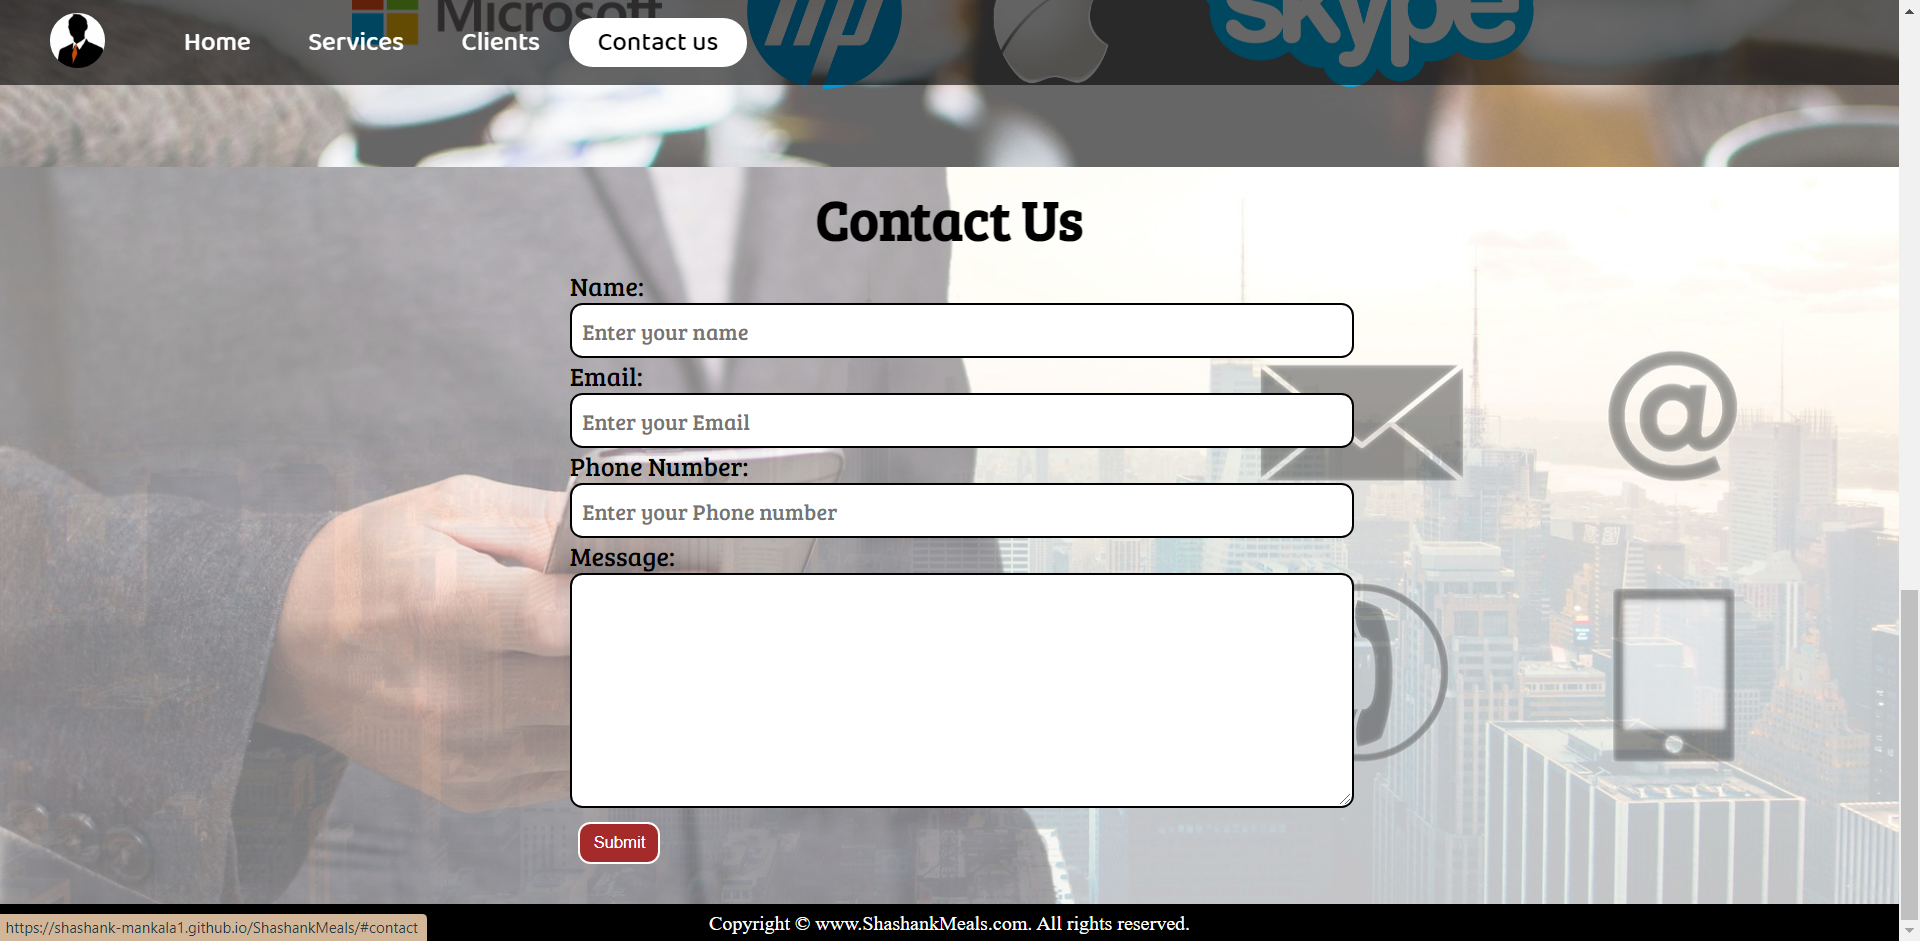 Microsoft
hp
skype
Home Services Clients Contact us
Contact Us
Name:
Enter your name
Email:
Enter your Email
@
Phone Number:
Enter your Phone number
Message:
Submit
Copyright © www.ShashankMeals.com. All rights reserved.
https://shashank-mankala1.github.io/ShashankMeals/#contact